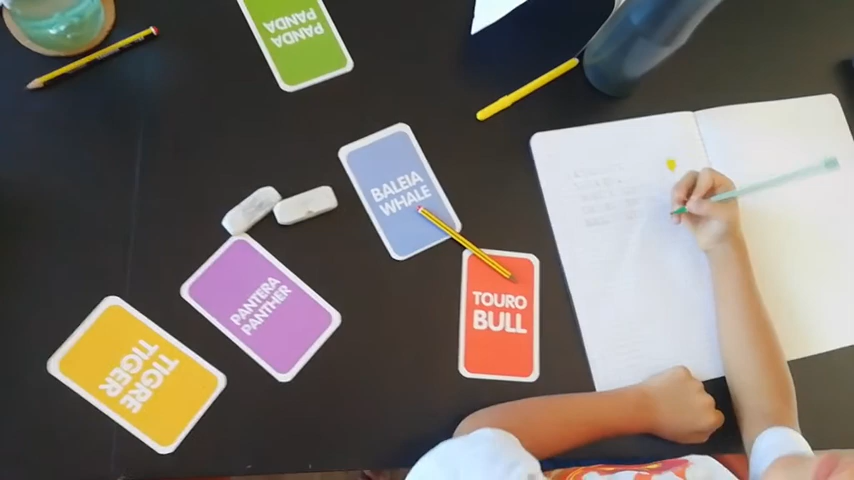 PANDA
PANDA
BALEIA
WHALE
PANTERA
PANTHER
TOURO
BULL
TIGRE
TIGER